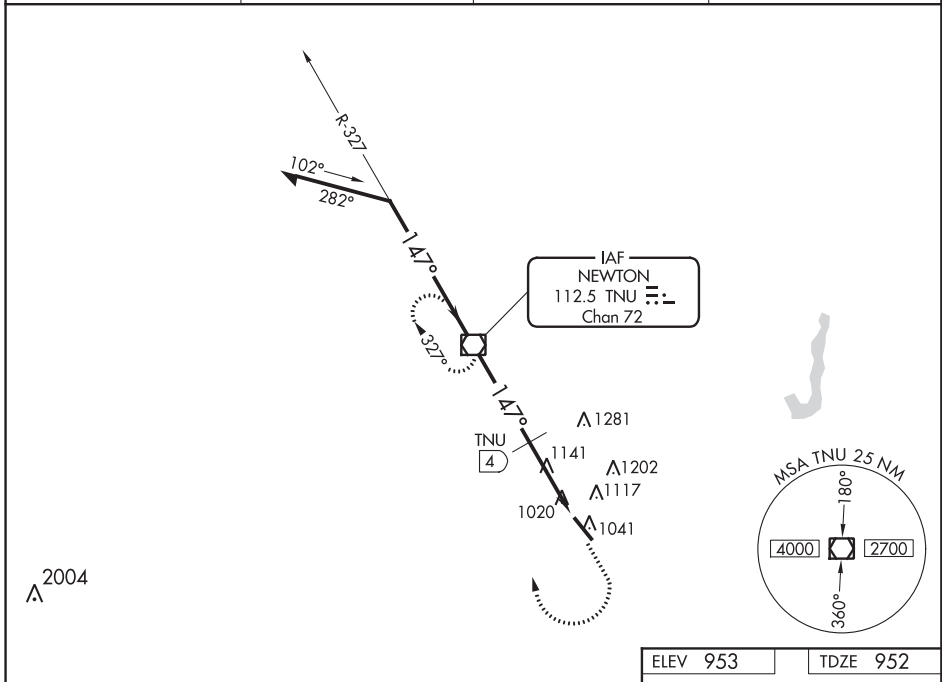 R-327
102°
282°
147°
IAF
NEWTON
112.5 TNU
Chan 72
327°
147°
1281
TNU
4
1141
1202
1117
1020
1041
2004
MSA TNU 25 NM
180°
4000
2700
360°
ELEV 953
TDZE 952